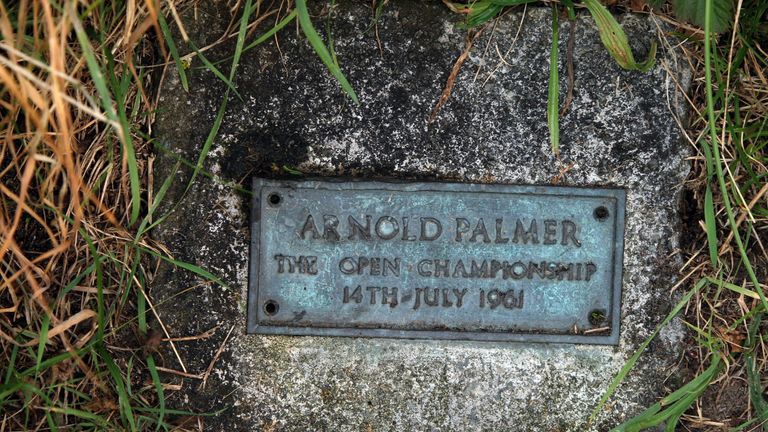 ARNOLD PALMER
THE OPEN CHAMPIONSHIP
14TH-JULY 1961